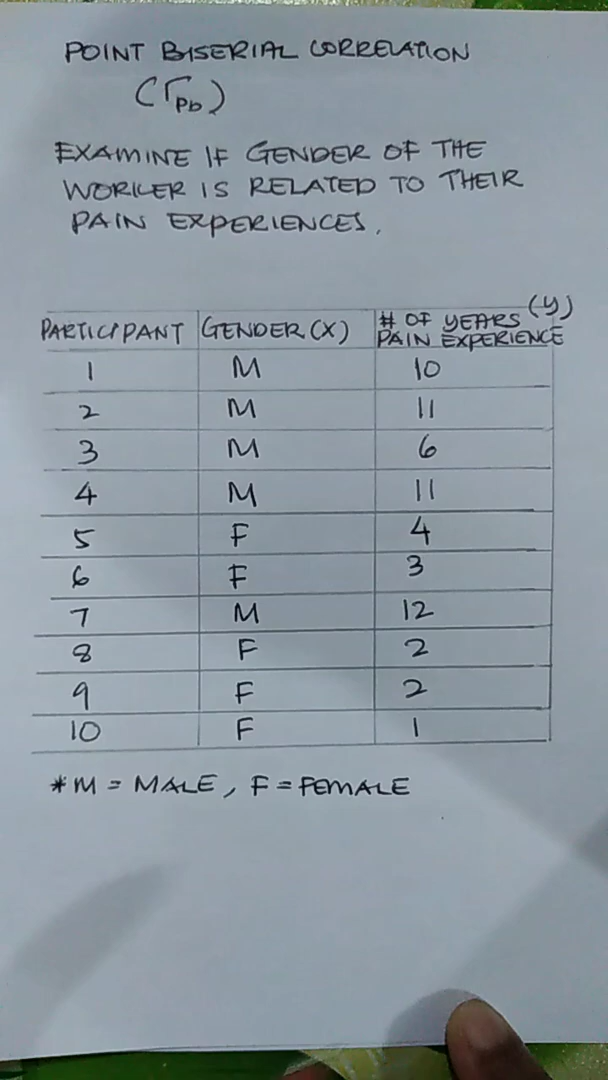 POINT BISERIAL CORRELATION
(rpb)
EXAMINE IF GENDER OF THE
WORKER IS RELATED TO THEIR
PAIN EXPERIENCES.
PARTICIPANT GENDER (X) # OF YEARS (Y)
PAIN EXPERIENCE
1 M 10
2 M 11
3 M 6
4 M 11
5 F 4
6 F 3
7 M 12
8 F 2
9 F 2
10 F 1
*M = MALE, F = FEMALE